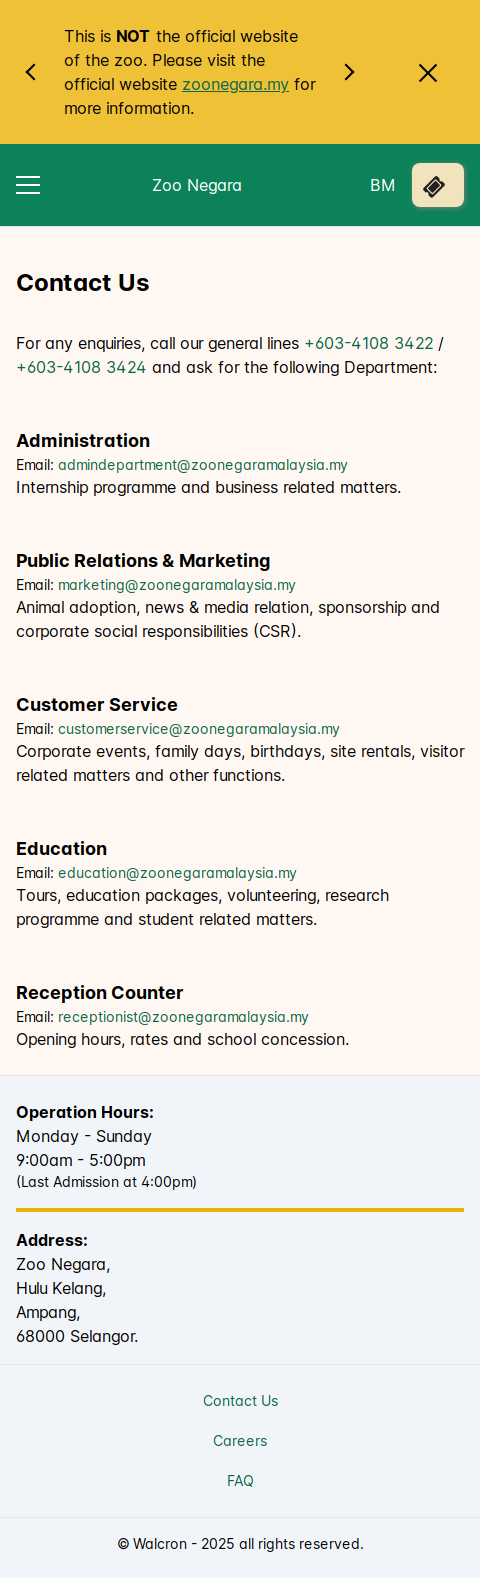 This is NOT the official website
of the zoo. Please visit the
official website zoonegara.my for
more information.
Zoo Negara
BM
Contact Us
For any enquiries, call our general lines +603-4108 3422 /
+603-4108 3424 and ask for the following Department:
Administration
Email: admindepartment@zoonegaramalaysia.my
Internship programme and business related matters.
Public Relations & Marketing
Email: marketing@zoonegaramalaysia.my
Animal adoption, news & media relation, sponsorship and
corporate social responsibilities (CSR).
Customer Service
Email: customerservice@zoonegaramalaysia.my
Corporate events, family days, birthdays, site rentals, visitor
related matters and other functions.
Education
Email: education@zoonegaramalaysia.my
Tours, education packages, volunteering, research
programme and student related matters.
Reception Counter
Email: receptionist@zoonegaramalaysia.my
Opening hours, rates and school concession.
Operation Hours:
Monday - Sunday
9:00am - 5:00pm
(Last Admission at 4:00pm)
Address:
Zoo Negara,
Hulu Kelang,
Ampang,
68000 Selangor.
Contact Us
Careers
FAQ
© Walcron - 2025 all rights reserved.